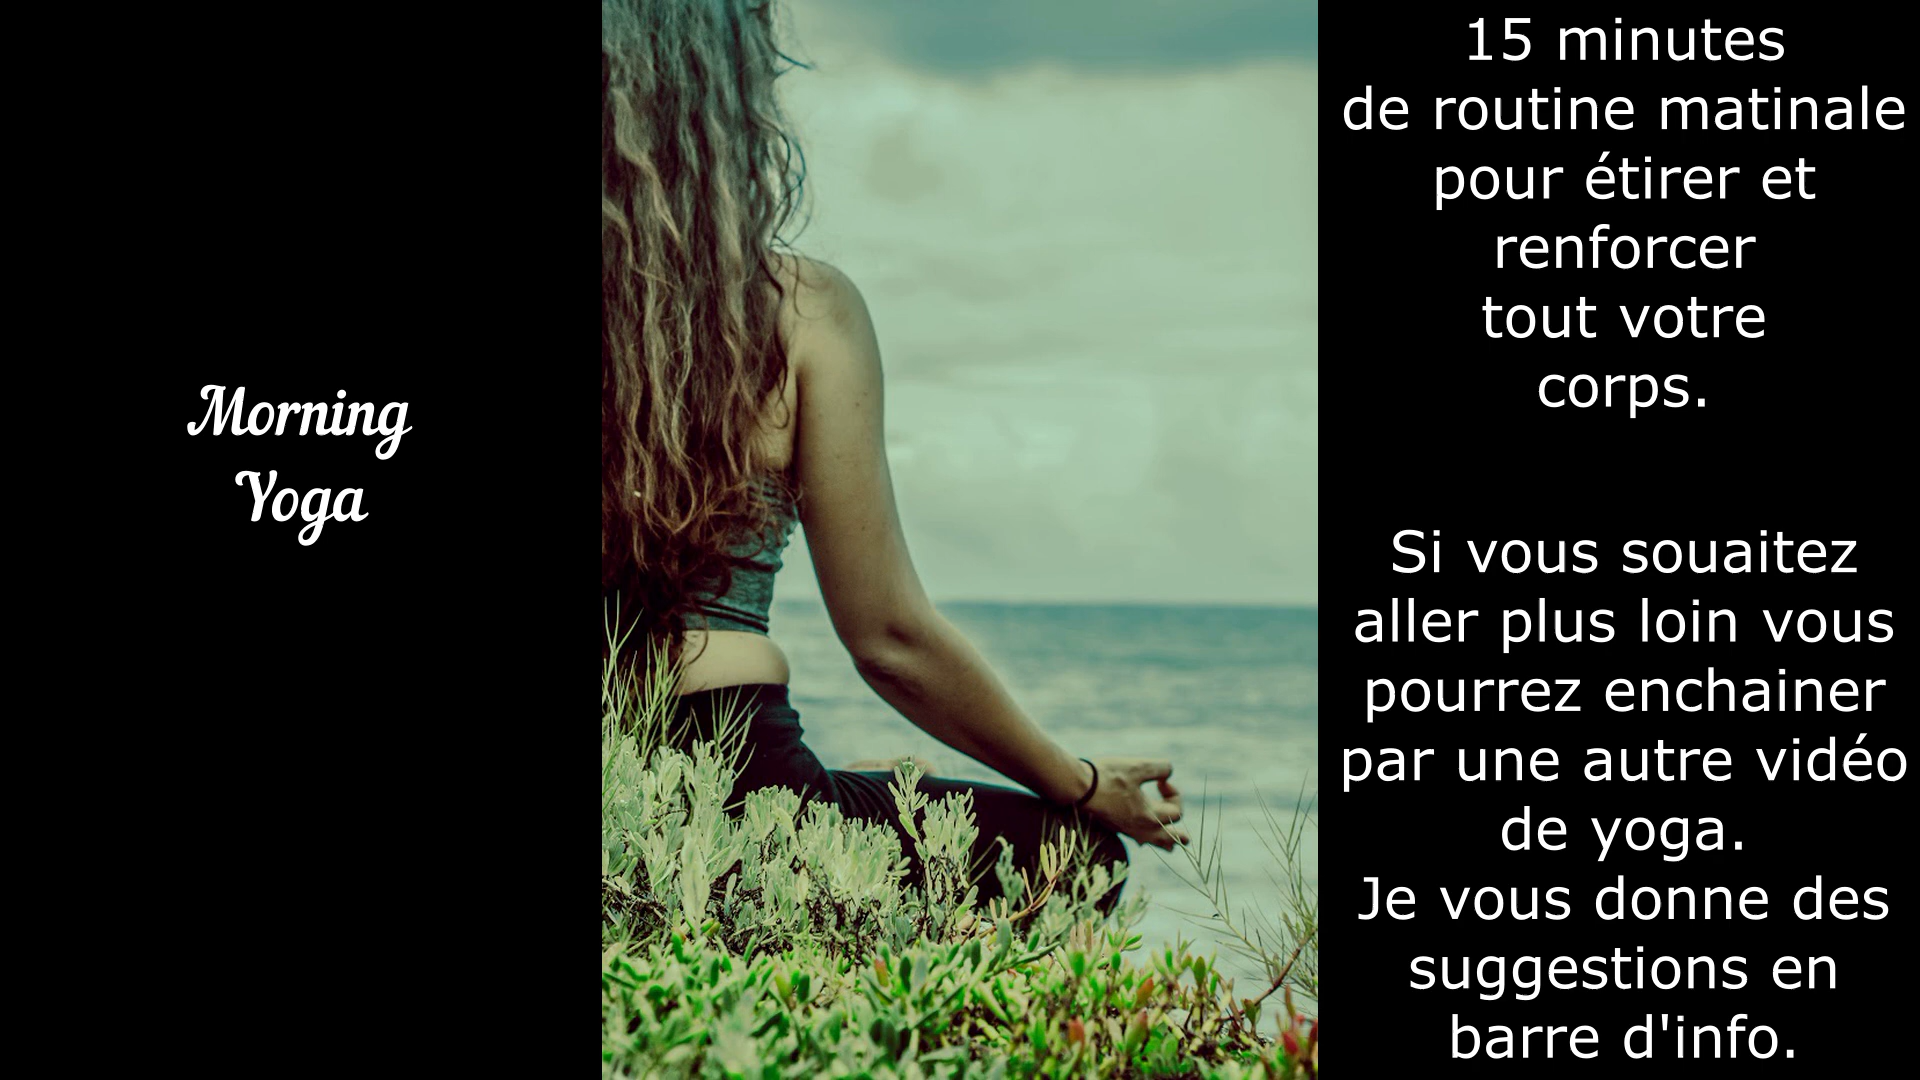 Morning
Yoga
15 minutes
de routine matinale
pour étirer et
renforcer
tout votre
corps.
Si vous souaitez
aller plus loin vous
pourrez enchainer
par une autre vidéo
de yoga.
Je vous donne des
suggestions en
barre d'info.